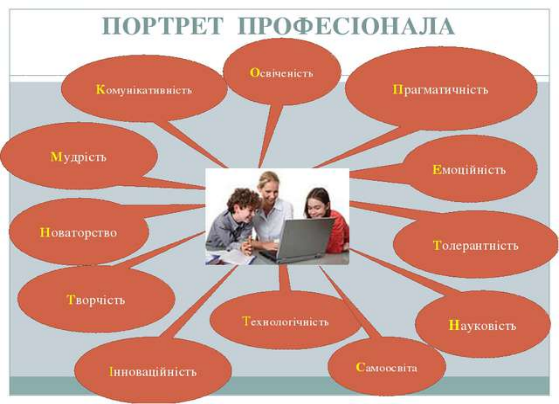 ПОРТРЕТ ПРОФЕСІОНАЛА
Освіченість
Комунікативність
Прагматичність
Мудрість
Емоційність
Новаторство
Толерантність
Творчість
Технологічність
Науковість
Інноваційність
Самоосвіта